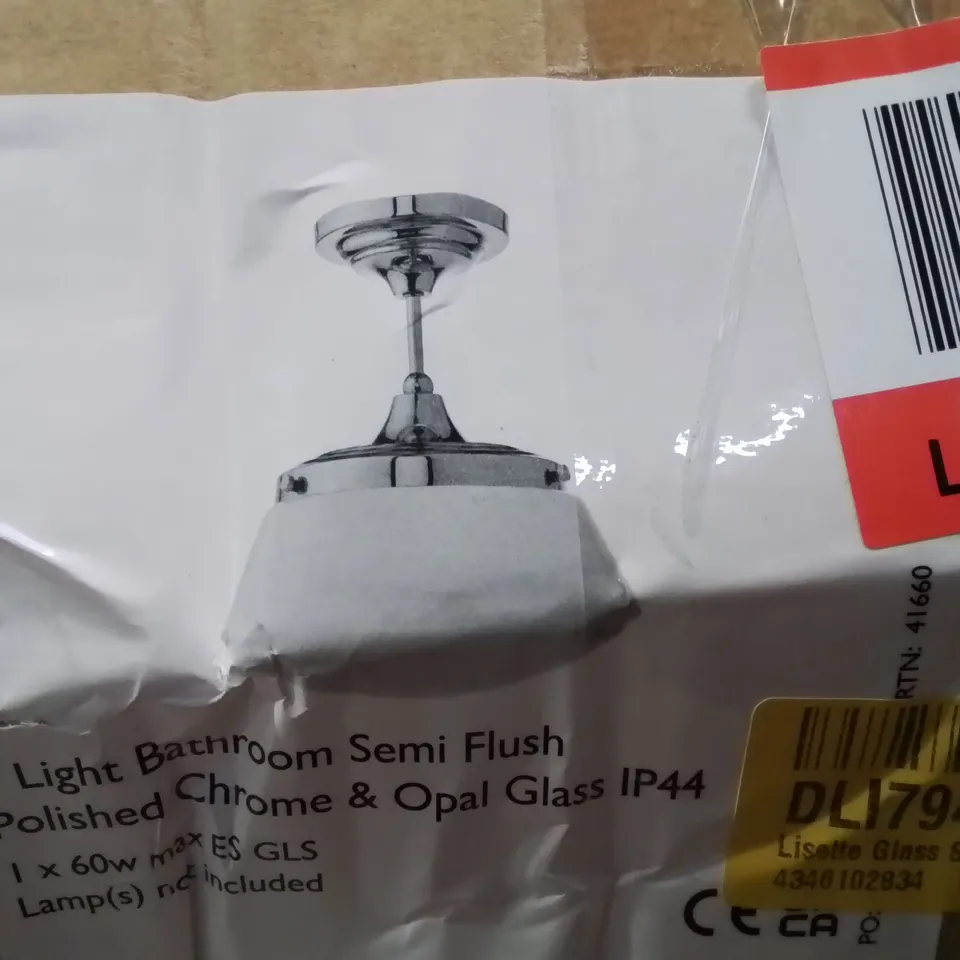 L
RTN: 41660
Light Bathroom Semi Flush
Polished Chrome & Opal Glass IP44
1 x 60w max ES GLS
Lamp(s) not included
DLI79
Lisette Glass
4346102834
CE
CA
PO